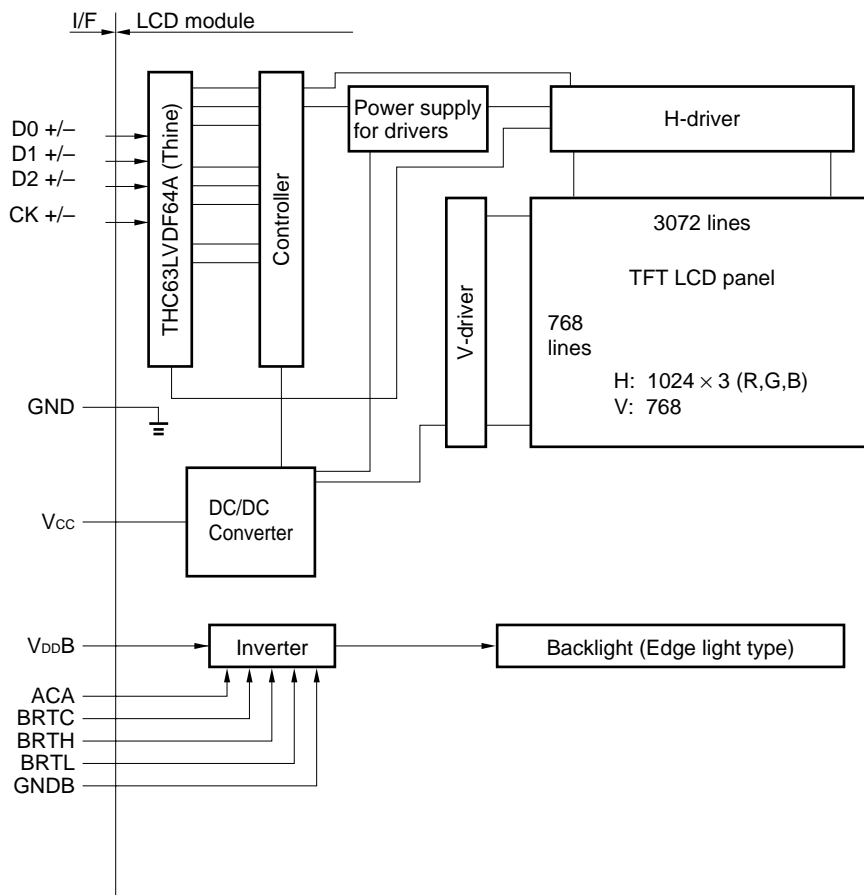 I/F
LCD module
D0 +/–
D1 +/–
D2 +/–
CK +/–
THC63LVDF64A (Thine)
Controller
Power supply
for drivers
H-driver
V-driver
3072 lines
TFT LCD panel
768
lines
H: 1024 × 3 (R,G,B)
V: 768
GND
VCC
DC/DC
Converter
VDDB
Inverter
Backlight (Edge light type)
ACA
BRTC
BRTH
BRTL
GNDB